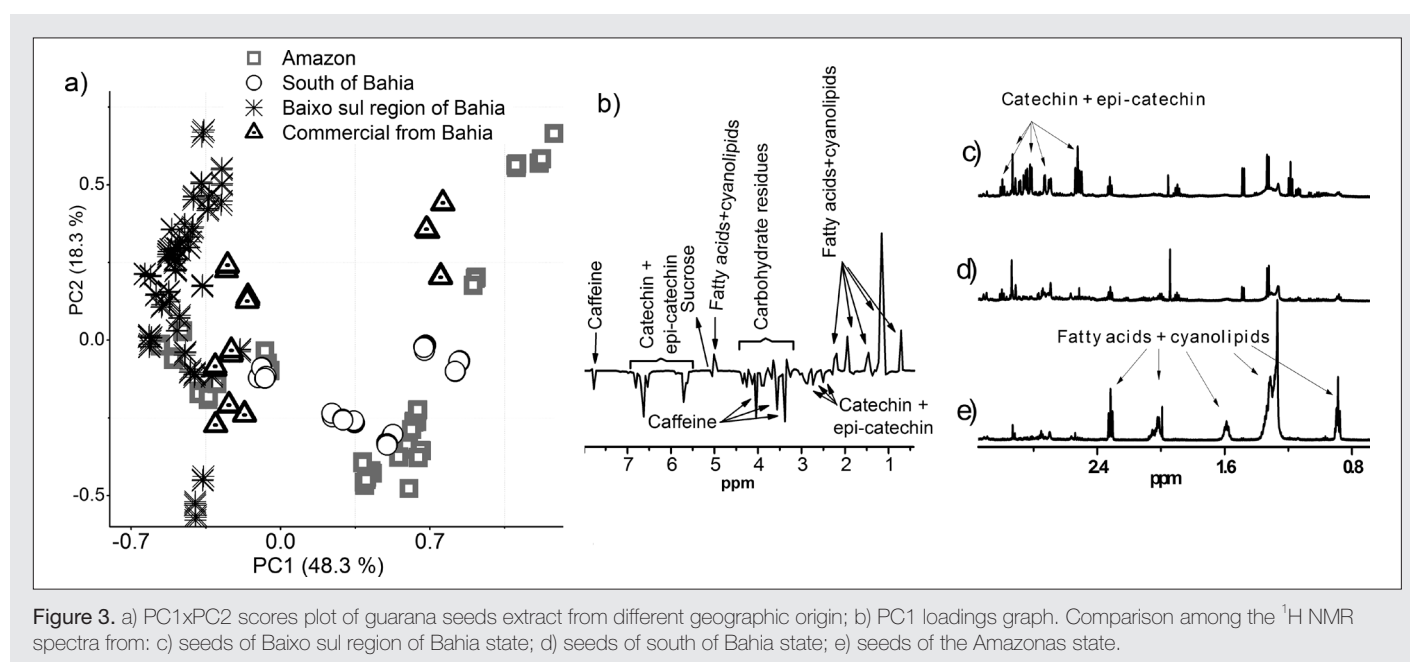 a)
Amazon
South of Bahia
Baixo sul region of Bahia
Commercial from Bahia
PC2 (18.3 %)
0.5
0.0
-0.5
-0.7
0.0
0.7
PC1 (48.3 %)
b)
Caffeine
Catechin +
epi-catechin
Sucrose
Fatty acids+cyanolipids
Carbohydrate residues
Fatty acids+cyanolipids
Caffeine
Catechin +
epi-catechin
7 6 5 4 3 2 1
ppm
Catechin + epi-catechin
c)
d)
Fatty acids + cyanolipids
e)
2.4 1.6 0.8
ppm
Figure 3. a) PC1xPC2 scores plot of guarana seeds extract from different geographic origin; b) PC1 loadings graph. Comparison among the ¹H NMR
spectra from: c) seeds of Baixo sul region of Bahia state; d) seeds of south of Bahia state; e) seeds of the Amazonas state.